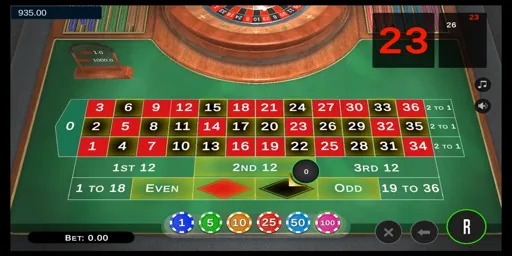 935.00
23
26
23
1.0
1000.0
3 6 9 12 15 18 21 24 27 30 33 36 2 TO 1
0
2 5 8 11 14 17 20 23 26 29 32 35 2 TO 1
1 4 7 10 13 16 19 22 25 28 31 34 2 TO 1
1ST 12 2ND 12 0 3RD 12
1 TO 18 EVEN ODD 19 TO 36
1 5 10 25 50 100
R
BET: 0.00